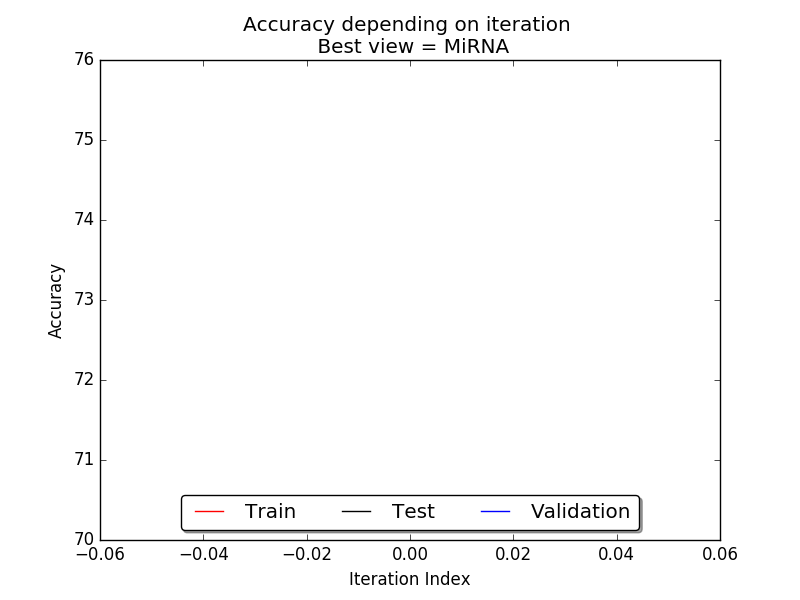 Accuracy depending on iteration
Best view = MiRNA
76
75
74
73
72
71
70
Accuracy
Train Test Validation
−0.06 −0.04 −0.02 0.00 0.02 0.04 0.06
Iteration Index